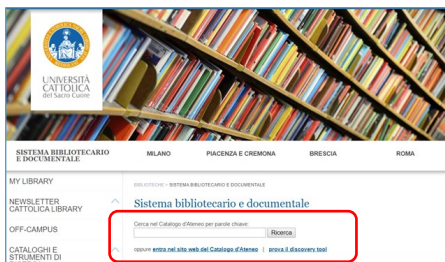 UNIVERSITÀ
CATTOLICA
del Sacro Cuore
SISTEMA BIBLIOTECARIO
E DOCUMENTALE
MILANO
PIACENZA E CREMONA
BRESCIA
ROMA
MY LIBRARY
NEWSLETTER
CATTOLICA LIBRARY
OFF-CAMPUS
CATALOGHI E
STRUMENTI DI
BIBLIOTECHE » SISTEMA BIBLIOTECARIO E DOCUMENTALE
Sistema bibliotecario e documentale
Cerca nel Catalogo d'Ateneo per parole chiave:
Ricerca
oppure entra nel sito web del Catalogo d'Ateneo | prova il discovery tool